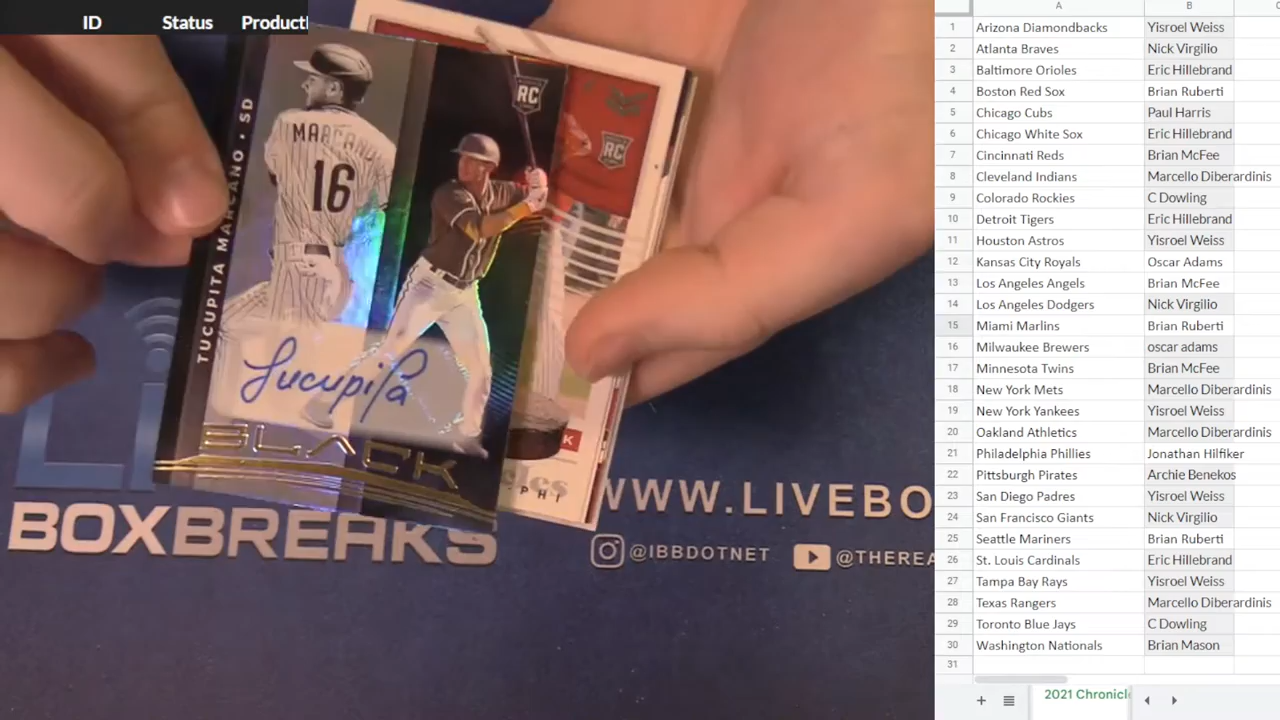 ID Status Producti
RC
RC
MARCANO
16
TUCUPITA MARCANO · SD
Tucupita
BLACK
K
PHI
Li
BOXBREAKS
WWW.LIVEBO
@IBBDOTNET @THEREA
A B
1 Arizona Diamondbacks Yisroel Weiss
2 Atlanta Braves Nick Virgilio
3 Baltimore Orioles Eric Hillebrand
4 Boston Red Sox Brian Ruberti
5 Chicago Cubs Paul Harris
6 Chicago White Sox Eric Hillebrand
7 Cincinnati Reds Brian McFee
8 Cleveland Indians Marcello Diberardinis
9 Colorado Rockies C Dowling
10 Detroit Tigers Eric Hillebrand
11 Houston Astros Yisroel Weiss
12 Kansas City Royals Oscar Adams
13 Los Angeles Angels Brian McFee
14 Los Angeles Dodgers Nick Virgilio
15 Miami Marlins Brian Ruberti
16 Milwaukee Brewers oscar adams
17 Minnesota Twins Brian McFee
18 New York Mets Marcello Diberardinis
19 New York Yankees Yisroel Weiss
20 Oakland Athletics Marcello Diberardinis
21 Philadelphia Phillies Jonathan Hilfiker
22 Pittsburgh Pirates Archie Benekos
23 San Diego Padres Yisroel Weiss
24 San Francisco Giants Nick Virgilio
25 Seattle Mariners Brian Ruberti
26 St. Louis Cardinals Eric Hillebrand
27 Tampa Bay Rays Yisroel Weiss
28 Texas Rangers Marcello Diberardinis
29 Toronto Blue Jays C Dowling
30 Washington Nationals Brian Mason
31
+ 2021 Chronicle